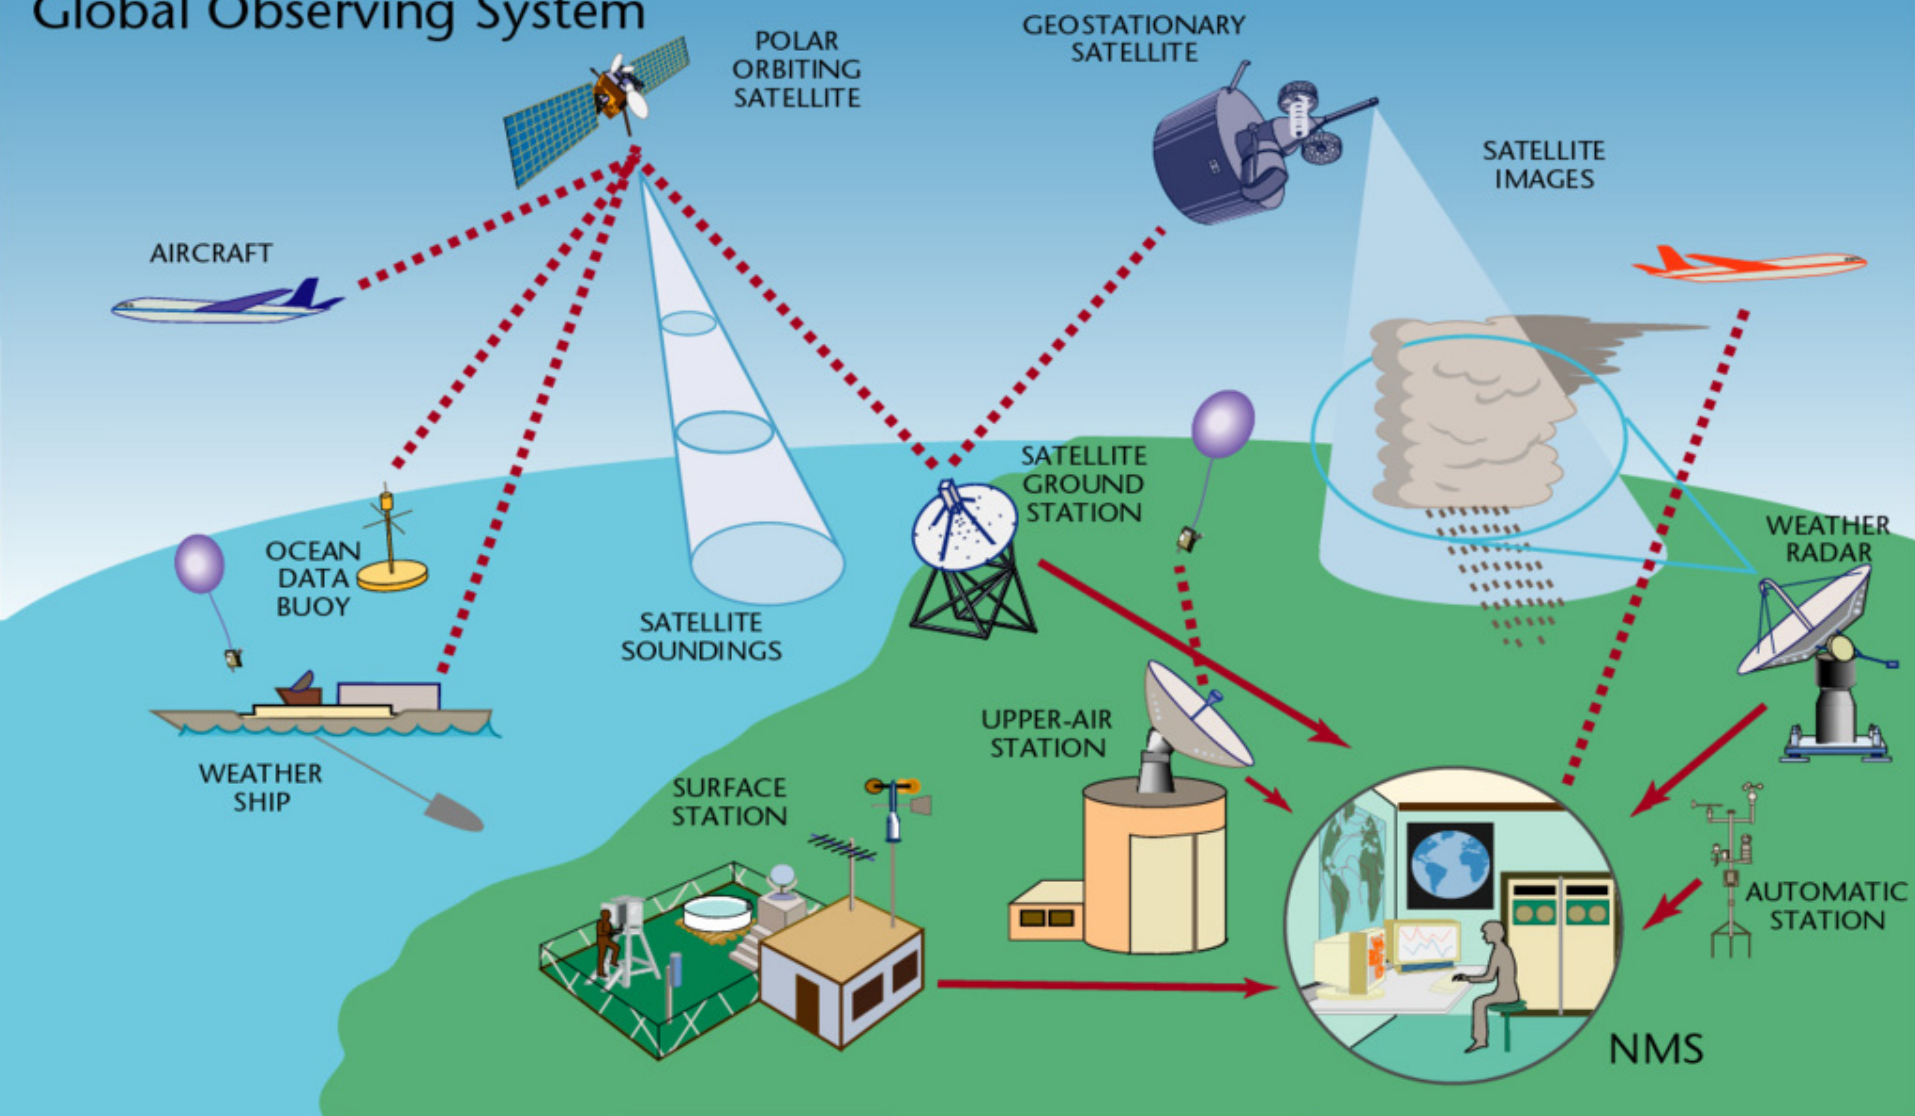 Global Observing System
POLAR
ORBITING
SATELLITE
GEOSTATIONARY
SATELLITE
SATELLITE
IMAGES
AIRCRAFT
SATELLITE
GROUND
STATION
WEATHER
RADAR
OCEAN
DATA
BUOY
SATELLITE
SOUNDINGS
UPPER-AIR
STATION
WEATHER
SHIP
SURFACE
STATION
AUTOMATIC
STATION
NMS